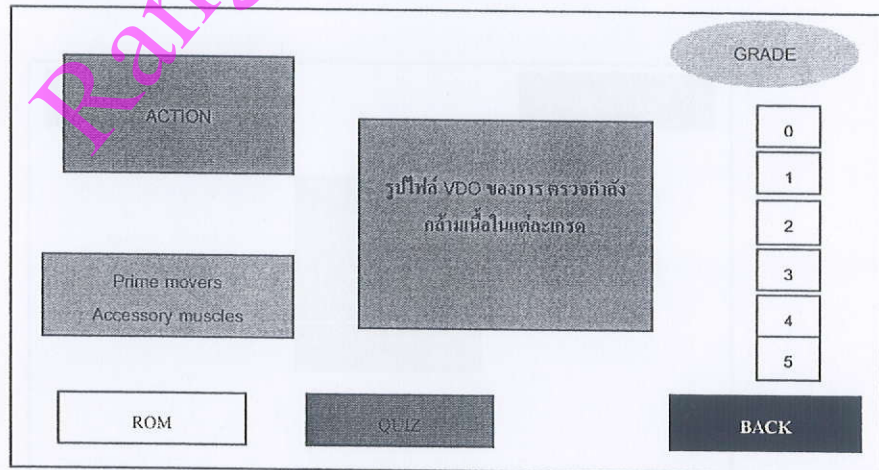 Ran
GRADE
ACTION
0
1
2
3
4
5
รูปไฟล์ VDO ของการ ตรวจกำลัง
กล้ามเนื้อในแต่ละเกรด
Prime movers
Accessory muscles
ROM
QUIZ
BACK